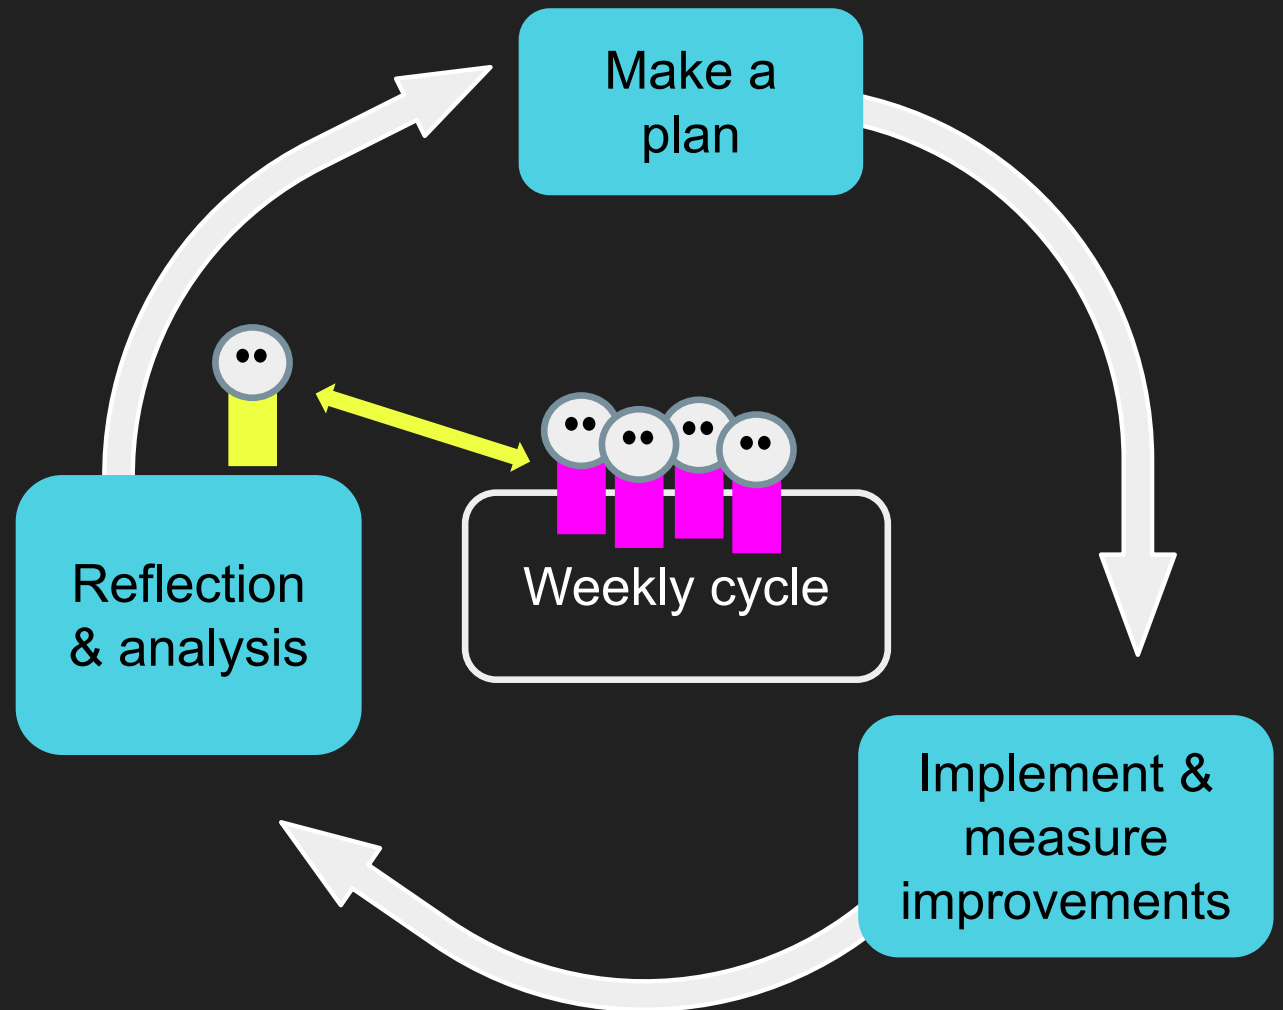 Make a
plan
Reflection
& analysis
Weekly cycle
Implement &
measure
improvements